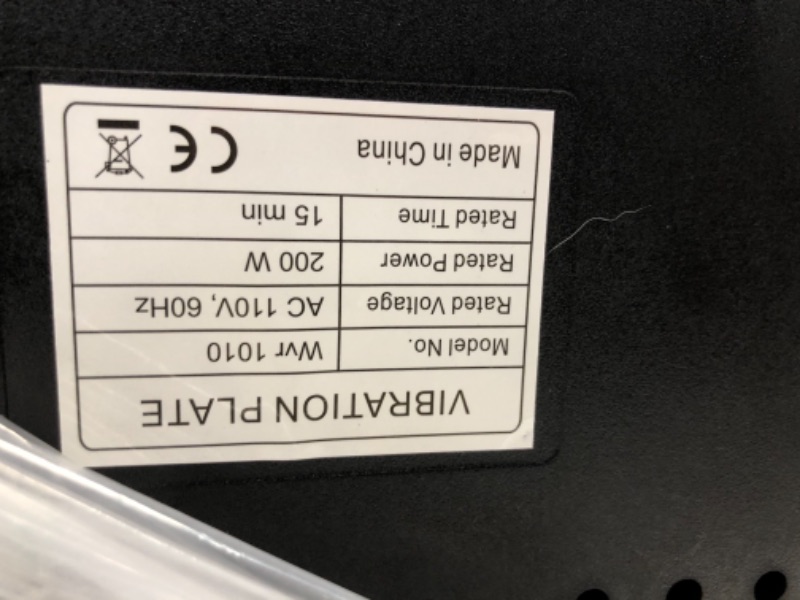 VIBRATION PLATE
Model No. Wvr 1010
Rated Voltage AC 110V, 60Hz
Rated Power 200 W
Rated Time 15 min
Made in China CE